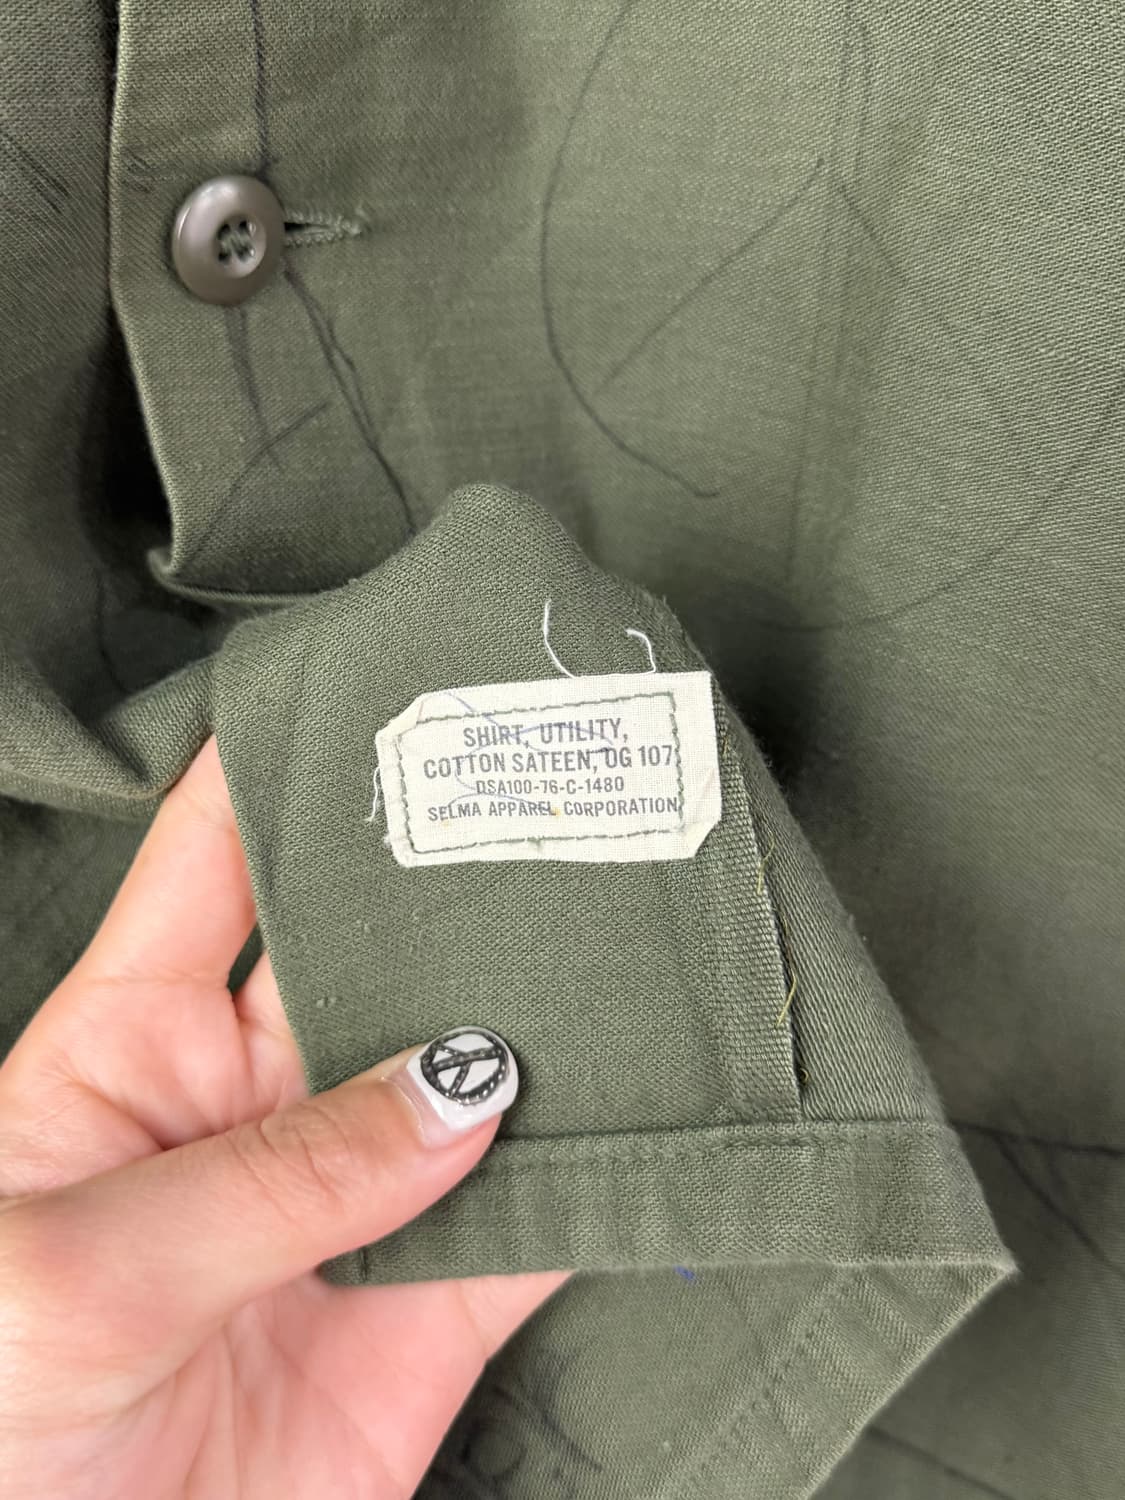 SHIRT, UTILITY,
COTTON SATEEN, OG 107
DSA100-76-C-1480
SELMA APPAREL CORPORATION